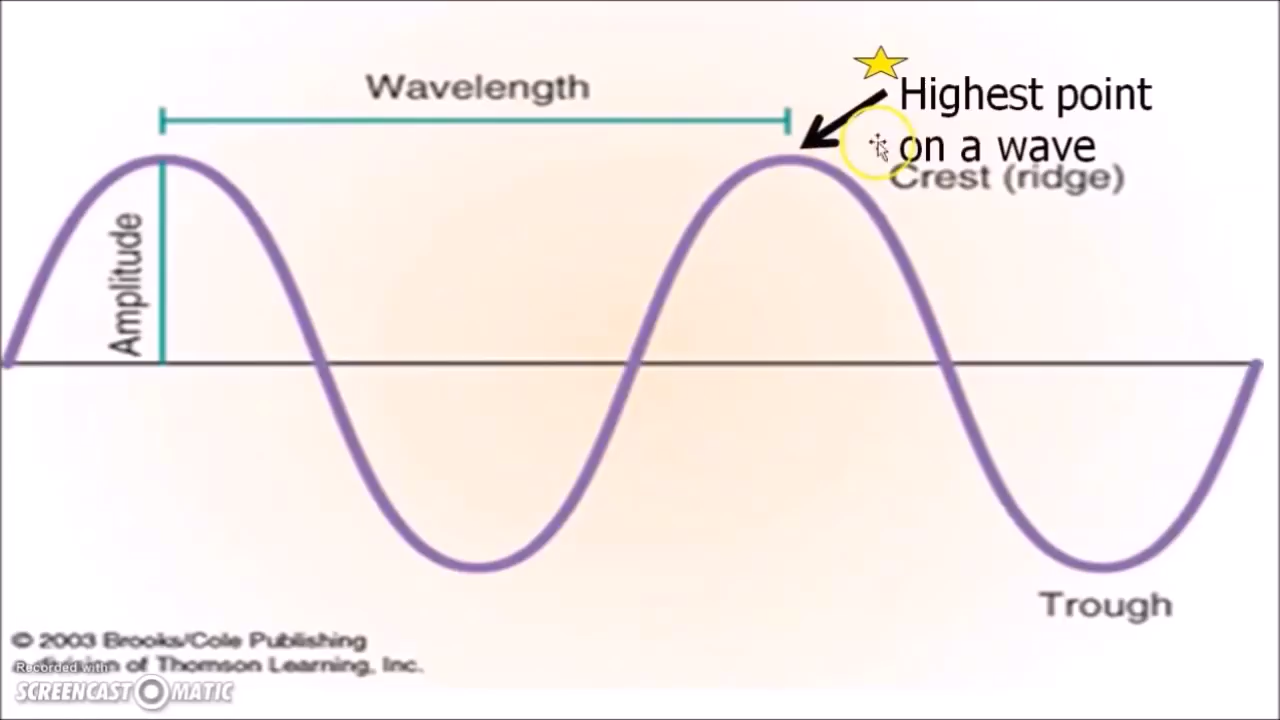 Wavelength
Highest point
on a wave
Crest (ridge)
Amplitude
Trough
© 2003 Brooks/Cole Publishing
Recorded with
of Thomson Learning, Inc.
SCREENCAST MATIC